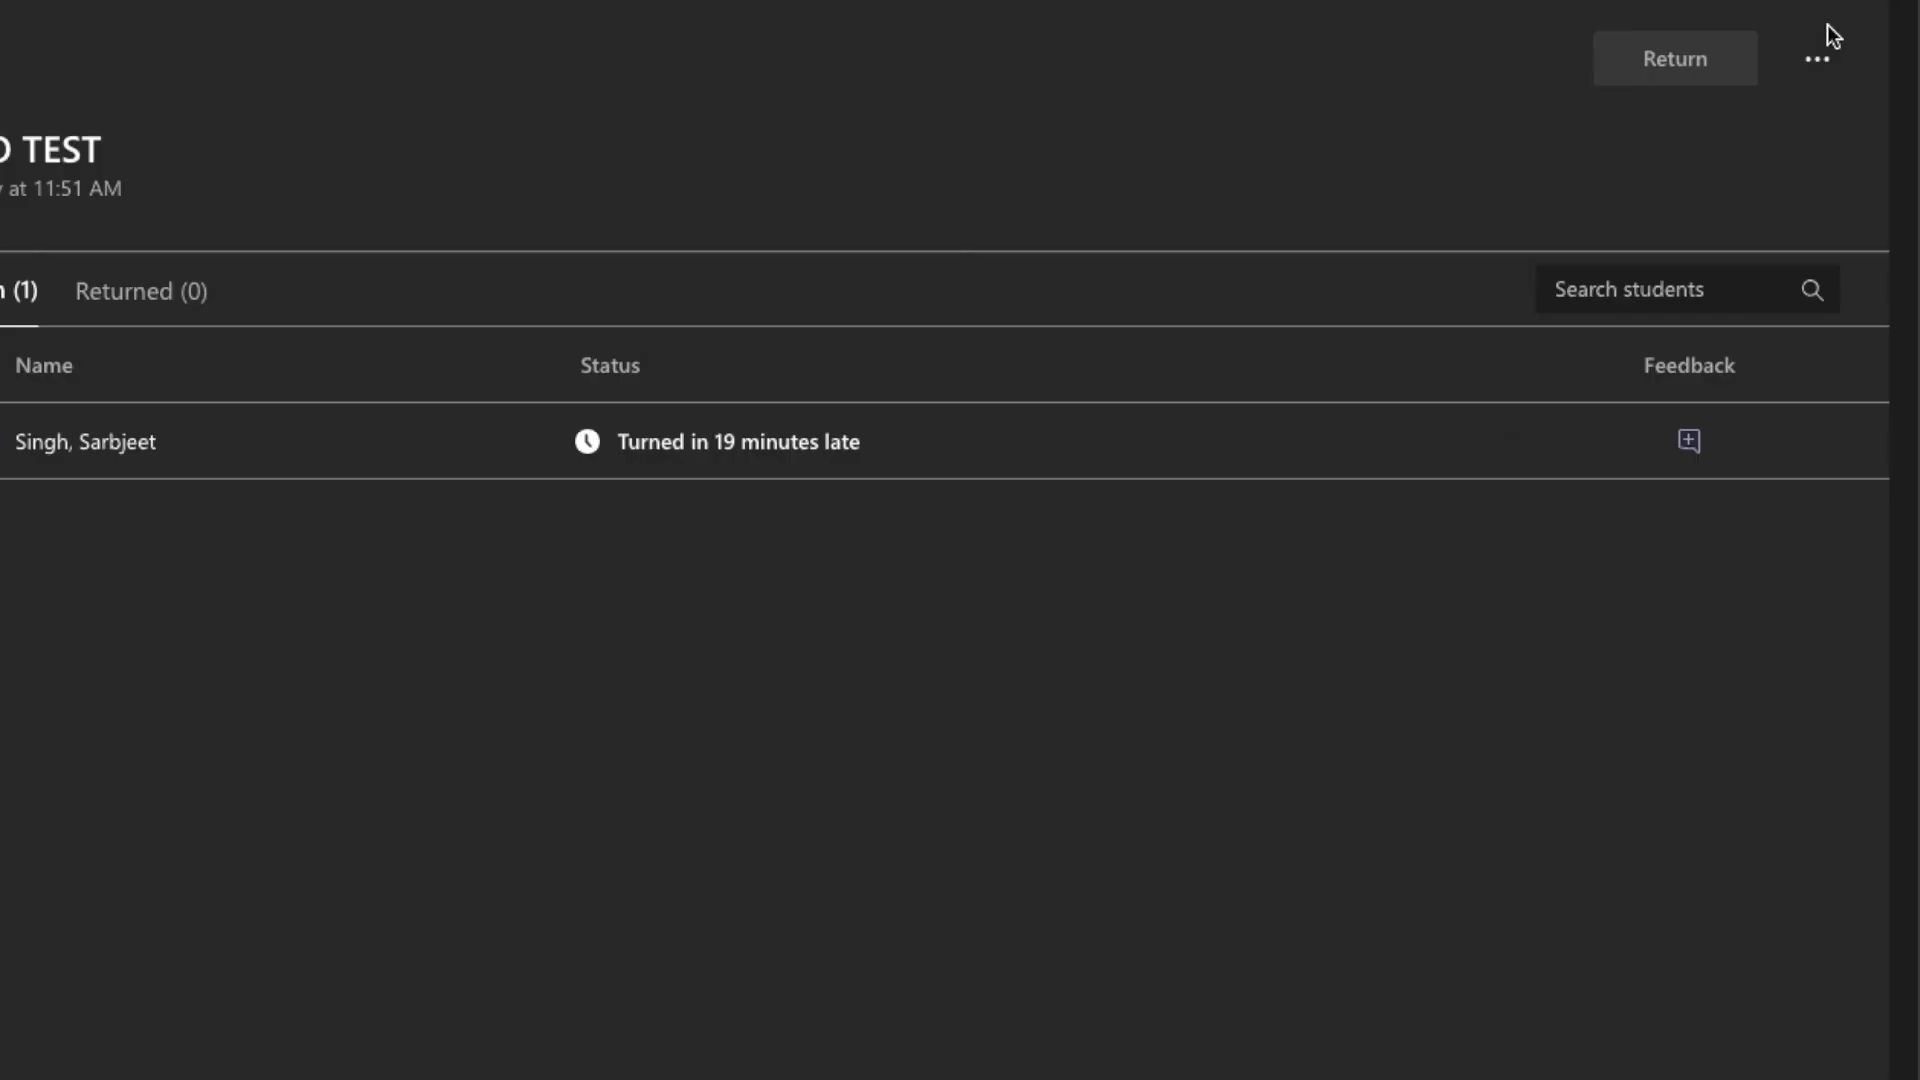 Return
TEST
at 11:51 AM
(1) Returned (0)
Search students
Name Status Feedback
Singh, Sarbjeet Turned in 19 minutes late